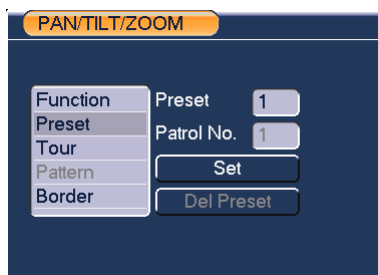 PAN/TILT/ZOOM
Function
Preset
Tour
Pattern
Border
Preset 1
Patrol No. 1
Set
Del Preset